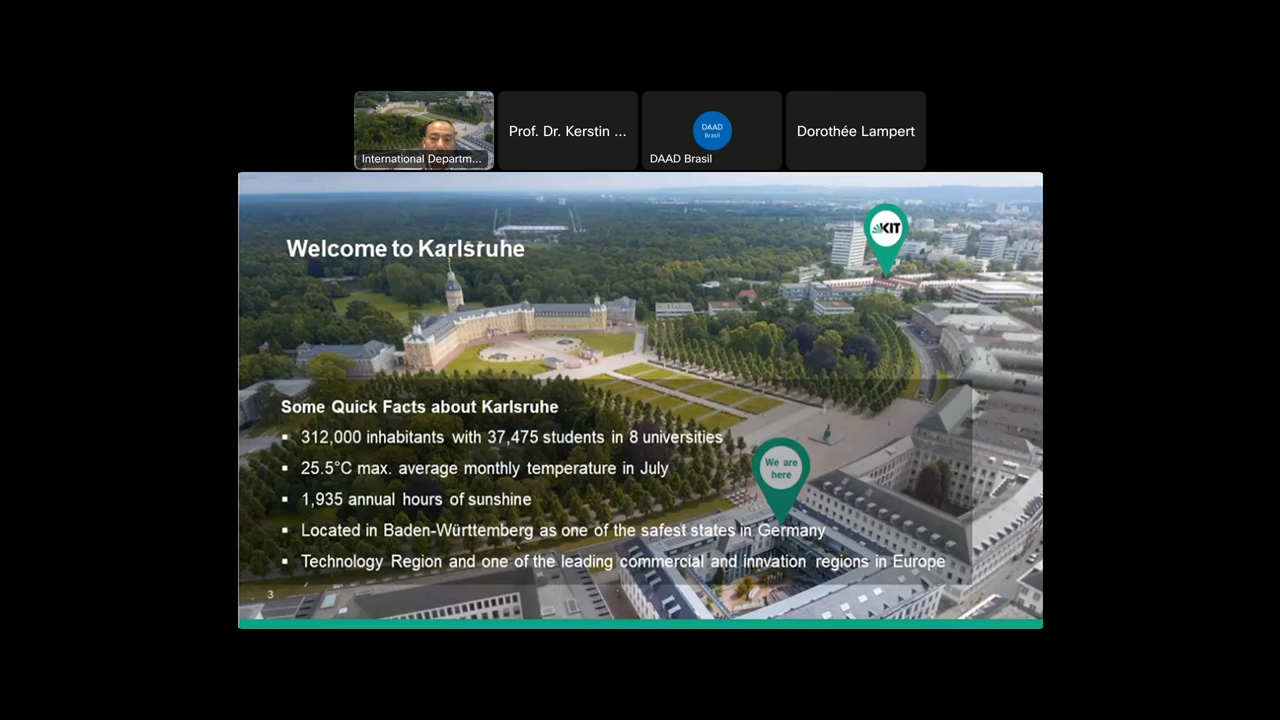 International Departm...
Prof. Dr. Kerstin ...
DAAD
Brasil
DAAD Brasil
Dorothée Lampert
KIT
Welcome to Karlsruhe
Some Quick Facts about Karlsruhe
▪ 312,000 inhabitants with 37,475 students in 8 universities
▪ 25.5°C max. average monthly temperature in July
▪ 1,935 annual hours of sunshine
We are
here
▪ Located in Baden-Württemberg as one of the safest states in Germany
▪ Technology Region and one of the leading commercial and innvation regions in Europe
3